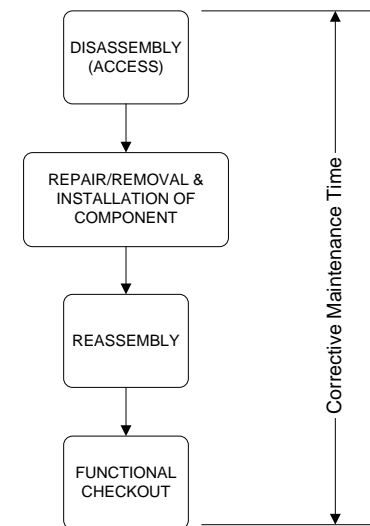 DISASSEMBLY
(ACCESS)
REPAIR/REMOVAL &
INSTALLATION OF
COMPONENT
REASSEMBLY
FUNCTIONAL
CHECKOUT
Corrective Maintenance Time